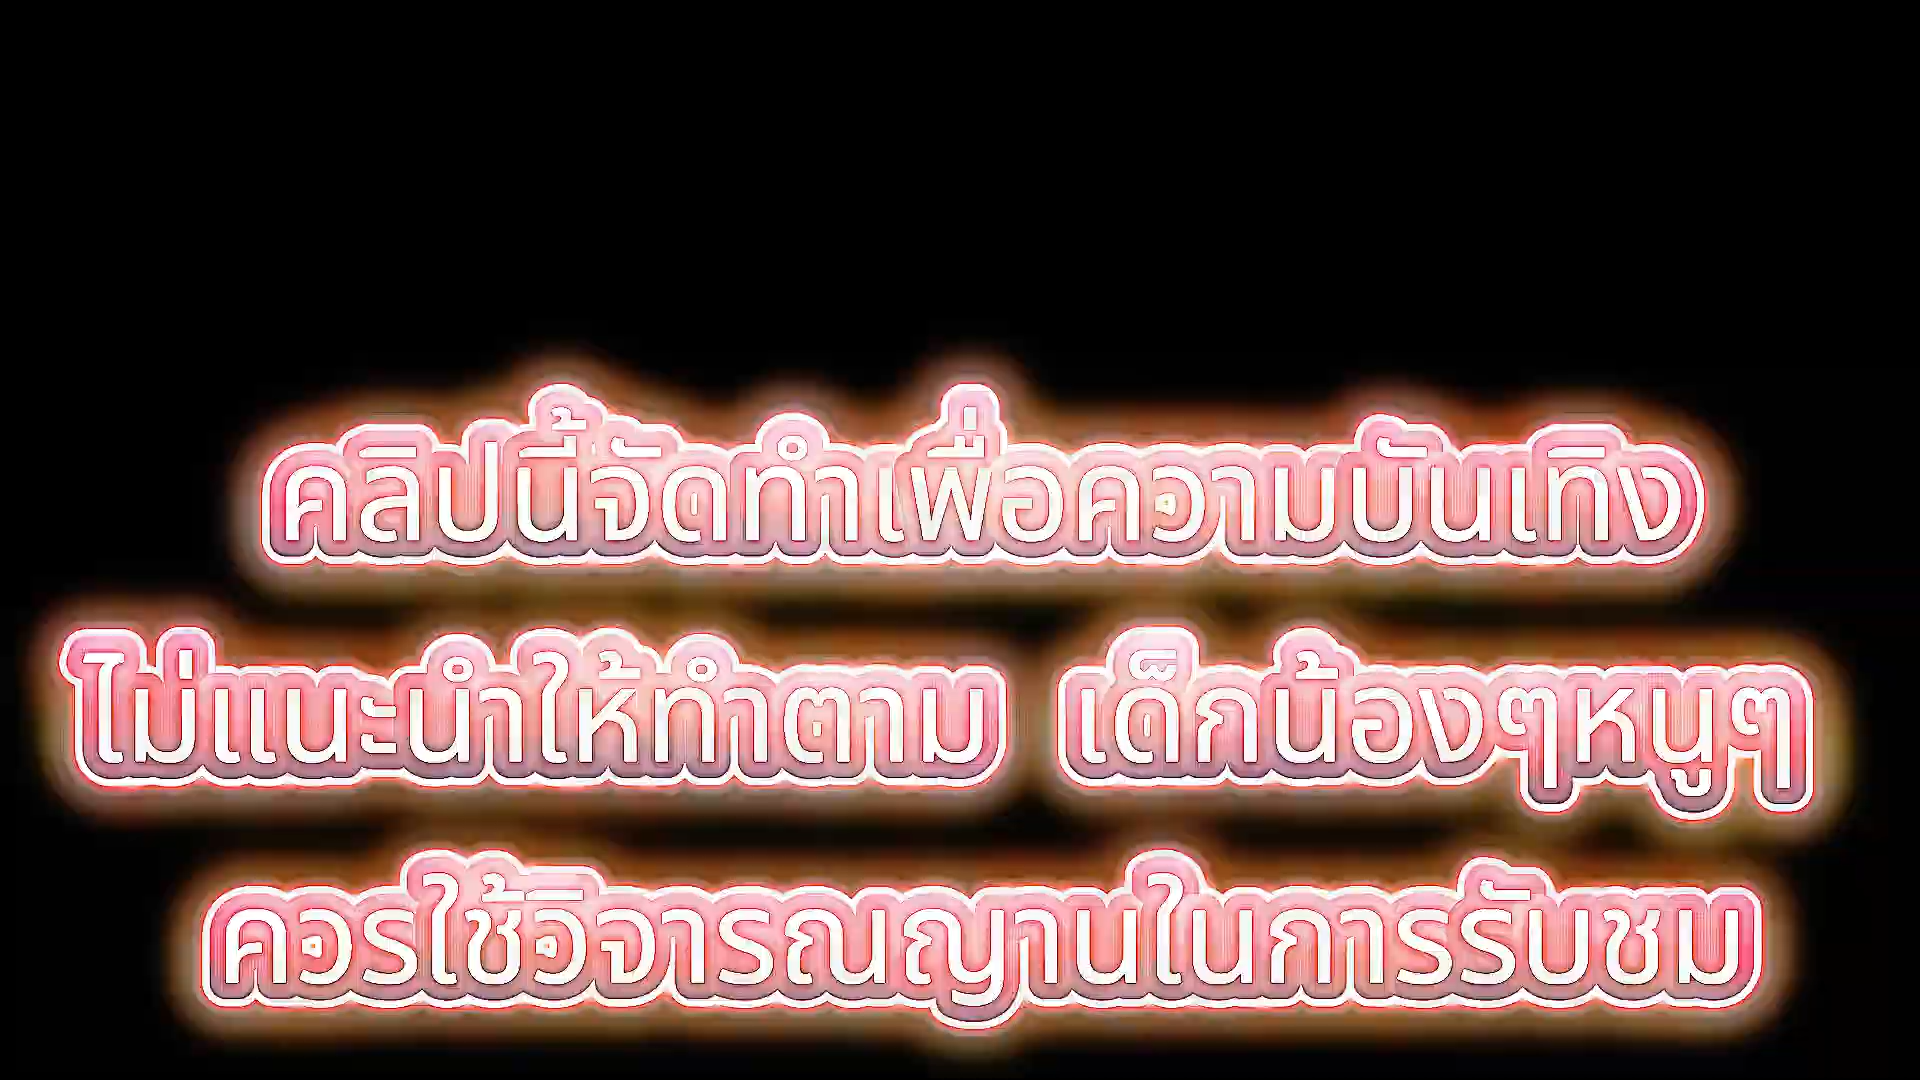 คลิปนี้จัดทำเพื่อความบันเทิง
ไม่แนะนำให้ทำตาม เด็กน้องๆหนูๆ
ควรใช้วิจารณญานในการรับชม